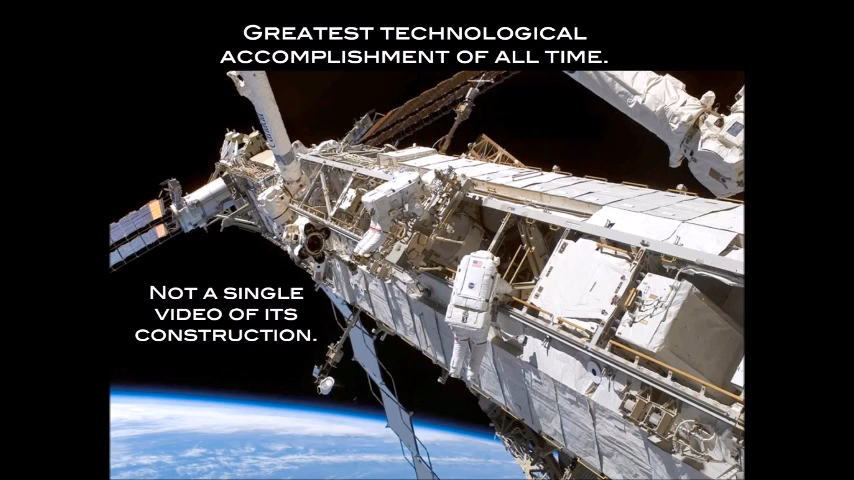 Greatest technological
accomplishment of all time.
Not a single
video of its
construction.